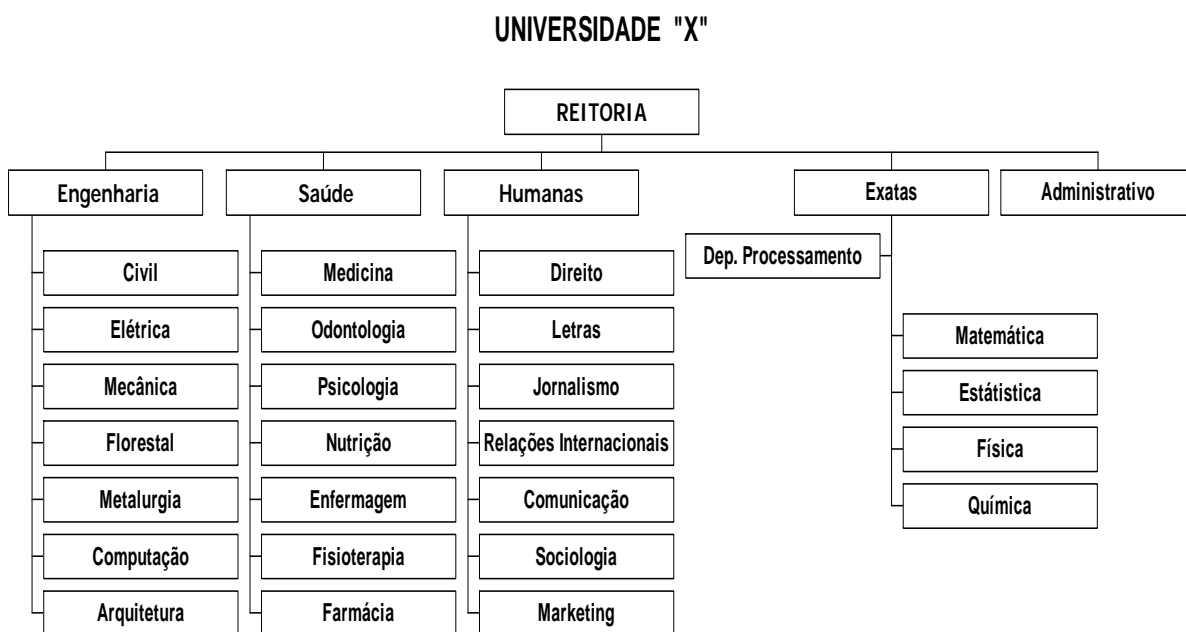 UNIVERSIDADE "X"
REITORIA
Engenharia
Saúde
Humanas
Exatas
Administrativo
Civil
Elétrica
Mecânica
Florestal
Metalurgia
Computação
Arquitetura
Medicina
Odontologia
Psicologia
Nutrição
Enfermagem
Fisioterapia
Farmácia
Direito
Letras
Jornalismo
Relações Internacionais
Comunicação
Sociologia
Marketing
Dep. Processamento
Matemática
Estátistica
Física
Química